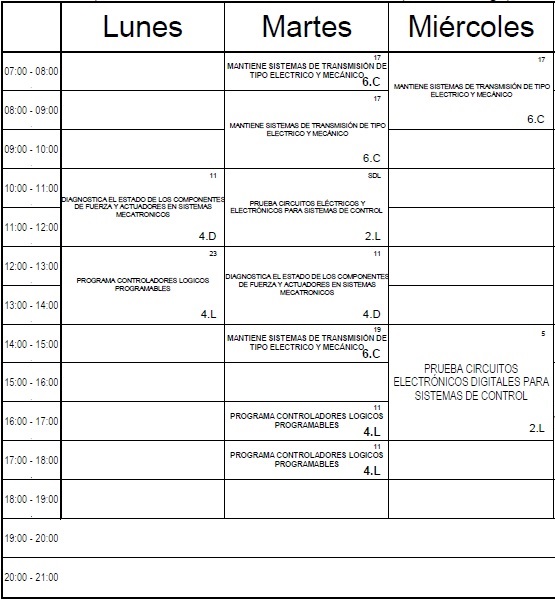 Lunes Martes Miércoles
07:00 - 08:00
17
MANTIENE SISTEMAS DE TRANSMISIÓN DE
TIPO ELECTRICO Y MECÁNICO
6.C
17
MANTIENE SISTEMAS DE TRANSMISIÓN DE TIPO
ELECTRICO Y MECÁNICO
6.C
08:00 - 09:00
17
MANTIENE SISTEMAS DE TRANSMISIÓN DE TIPO
ELECTRICO Y MECÁNICO
6.C
09:00 - 10:00
10:00 - 11:00
11
DIAGNOSTICA EL ESTADO DE LOS COMPONENTES
DE FUERZA Y ACTUADORES EN SISTEMAS
MECATRONICOS
4.D
SDL
PRUEBA CIRCUITOS ELÉCTRICOS Y
ELECTRÓNICOS PARA SISTEMAS DE CONTROL
2.L
11:00 - 12:00
12:00 - 13:00
23
PROGRAMA CONTROLADORES LOGICOS
PROGRAMABLES
4.L
11
DIAGNOSTICA EL ESTADO DE LOS COMPONENTES
DE FUERZA Y ACTUADORES EN SISTEMAS
MECATRONICOS
4.D
13:00 - 14:00
14:00 - 15:00
19
MANTIENE SISTEMAS DE TRANSMISIÓN DE
TIPO ELECTRICO Y MECÁNICO
6.C
5
PRUEBA CIRCUITOS
ELECTRÓNICOS DIGITALES PARA
SISTEMAS DE CONTROL
2.L
15:00 - 16:00
16:00 - 17:00
11
PROGRAMA CONTROLADORES LOGICOS
PROGRAMABLES
4.L
17:00 - 18:00
11
PROGRAMA CONTROLADORES LOGICOS
PROGRAMABLES
4.L
18:00 - 19:00
19:00 - 20:00
20:00 - 21:00